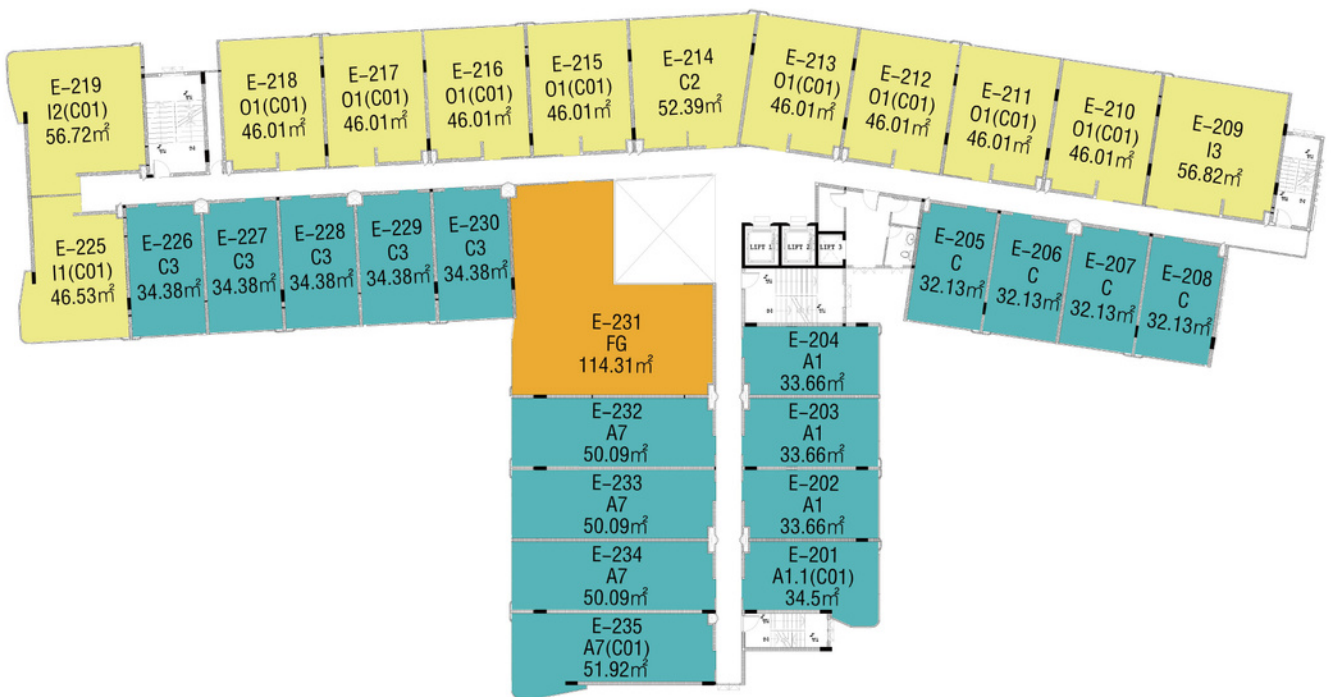 E-219
I2(C01)
56.72㎡
E-218
O1(C01)
46.01㎡
E-217
O1(C01)
46.01㎡
E-216
O1(C01)
46.01㎡
E-215
O1(C01)
46.01㎡
E-214
C2
52.39㎡
E-213
O1(C01)
46.01㎡
E-212
O1(C01)
46.01㎡
E-211
O1(C01)
46.01㎡
E-210
O1(C01)
46.01㎡
E-209
I3
56.82㎡
E-225
I1(C01)
46.53㎡
E-226
C3
34.38㎡
E-227
C3
34.38㎡
E-228
C3
34.38㎡
E-229
C3
34.38㎡
E-230
C3
34.38㎡
LIFT 1
LIFT 2
LIFT 3
E-205
C
32.13㎡
E-206
C
32.13㎡
E-207
C
32.13㎡
E-208
C
32.13㎡
E-231
FG
114.31㎡
E-204
A1
33.66㎡
E-232
A7
50.09㎡
E-203
A1
33.66㎡
E-233
A7
50.09㎡
E-202
A1
33.66㎡
E-234
A7
50.09㎡
E-201
A1.1(C01)
34.5㎡
E-235
A7(C01)
51.92㎡